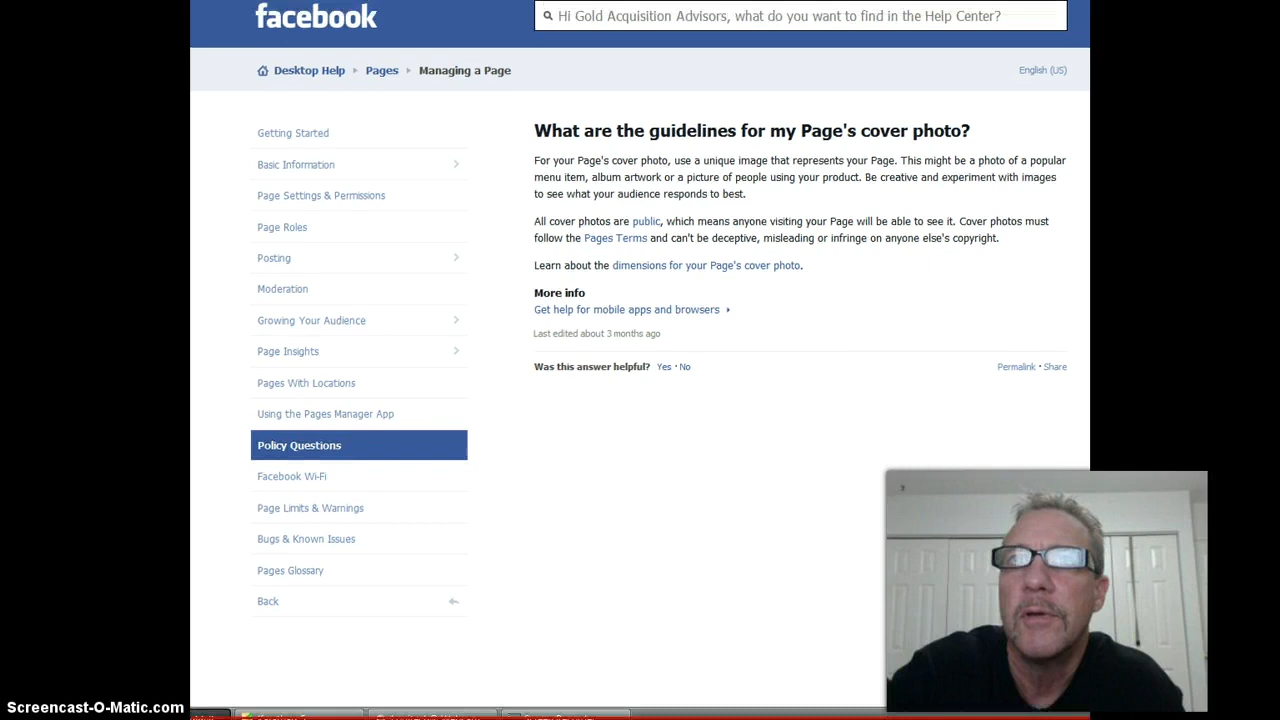 facebook
Hi Gold Acquisition Advisors, what do you want to find in the Help Center?
Desktop Help Pages Managing a Page
English (US)
Getting Started
Basic Information
Page Settings & Permissions
Page Roles
Posting
Moderation
Growing Your Audience
Page Insights
Pages With Locations
Using the Pages Manager App
Policy Questions
Facebook Wi-Fi
Page Limits & Warnings
Bugs & Known Issues
Pages Glossary
Back
What are the guidelines for my Page's cover photo?
For your Page's cover photo, use a unique image that represents your Page. This might be a photo of a popular
menu item, album artwork or a picture of people using your product. Be creative and experiment with images
to see what your audience responds to best.
All cover photos are public, which means anyone visiting your Page will be able to see it. Cover photos must
follow the Pages Terms and can't be deceptive, misleading or infringe on anyone else's copyright.
Learn about the dimensions for your Page's cover photo.
More info
Get help for mobile apps and browsers
Last edited about 3 months ago
Was this answer helpful? Yes · No
Permalink · Share
Screencast-O-Matic.com